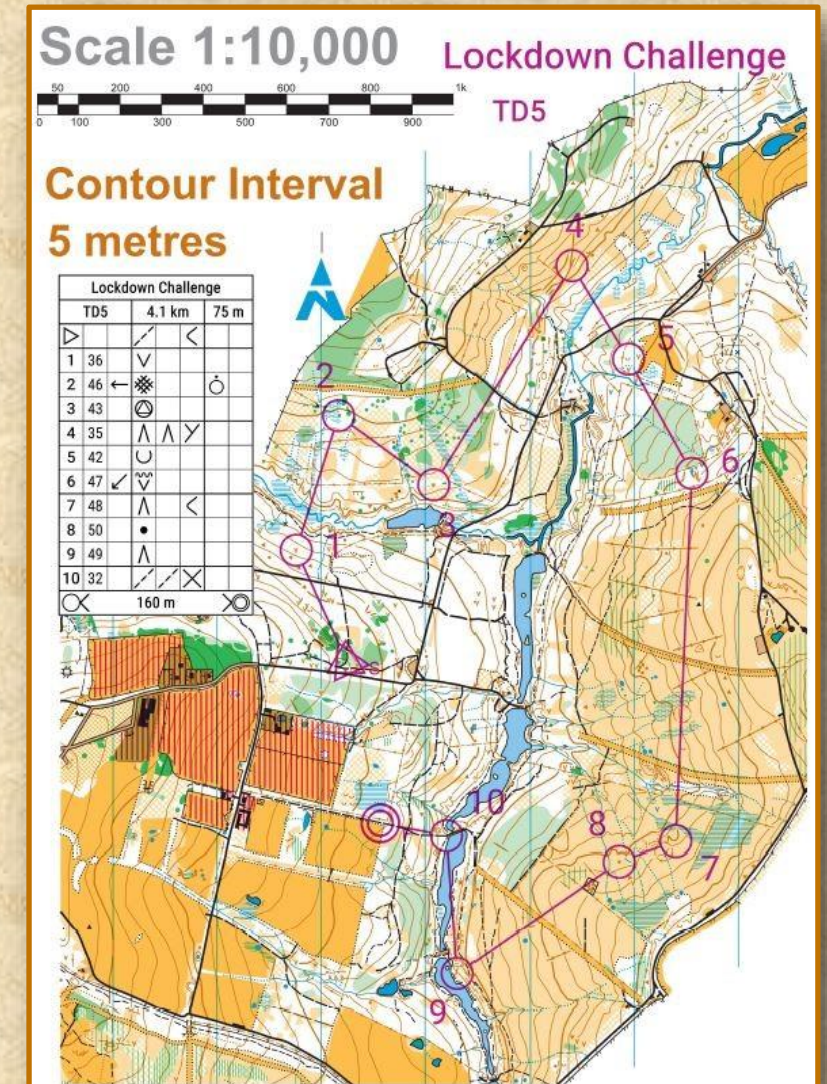 Scale 1:10,000
Lockdown Challenge
TD5
50 200 400 600 800 1k
0 100 300 500 700 900
Contour Interval
5 metres
N
Lockdown Challenge
TD5 4.1 km 75 m
1 36
2 46
3 43
4 35
5 42
6 47
7 48
8 50
9 49
10 32
160 m
4
5
2
6
3
1
10
8
7
9